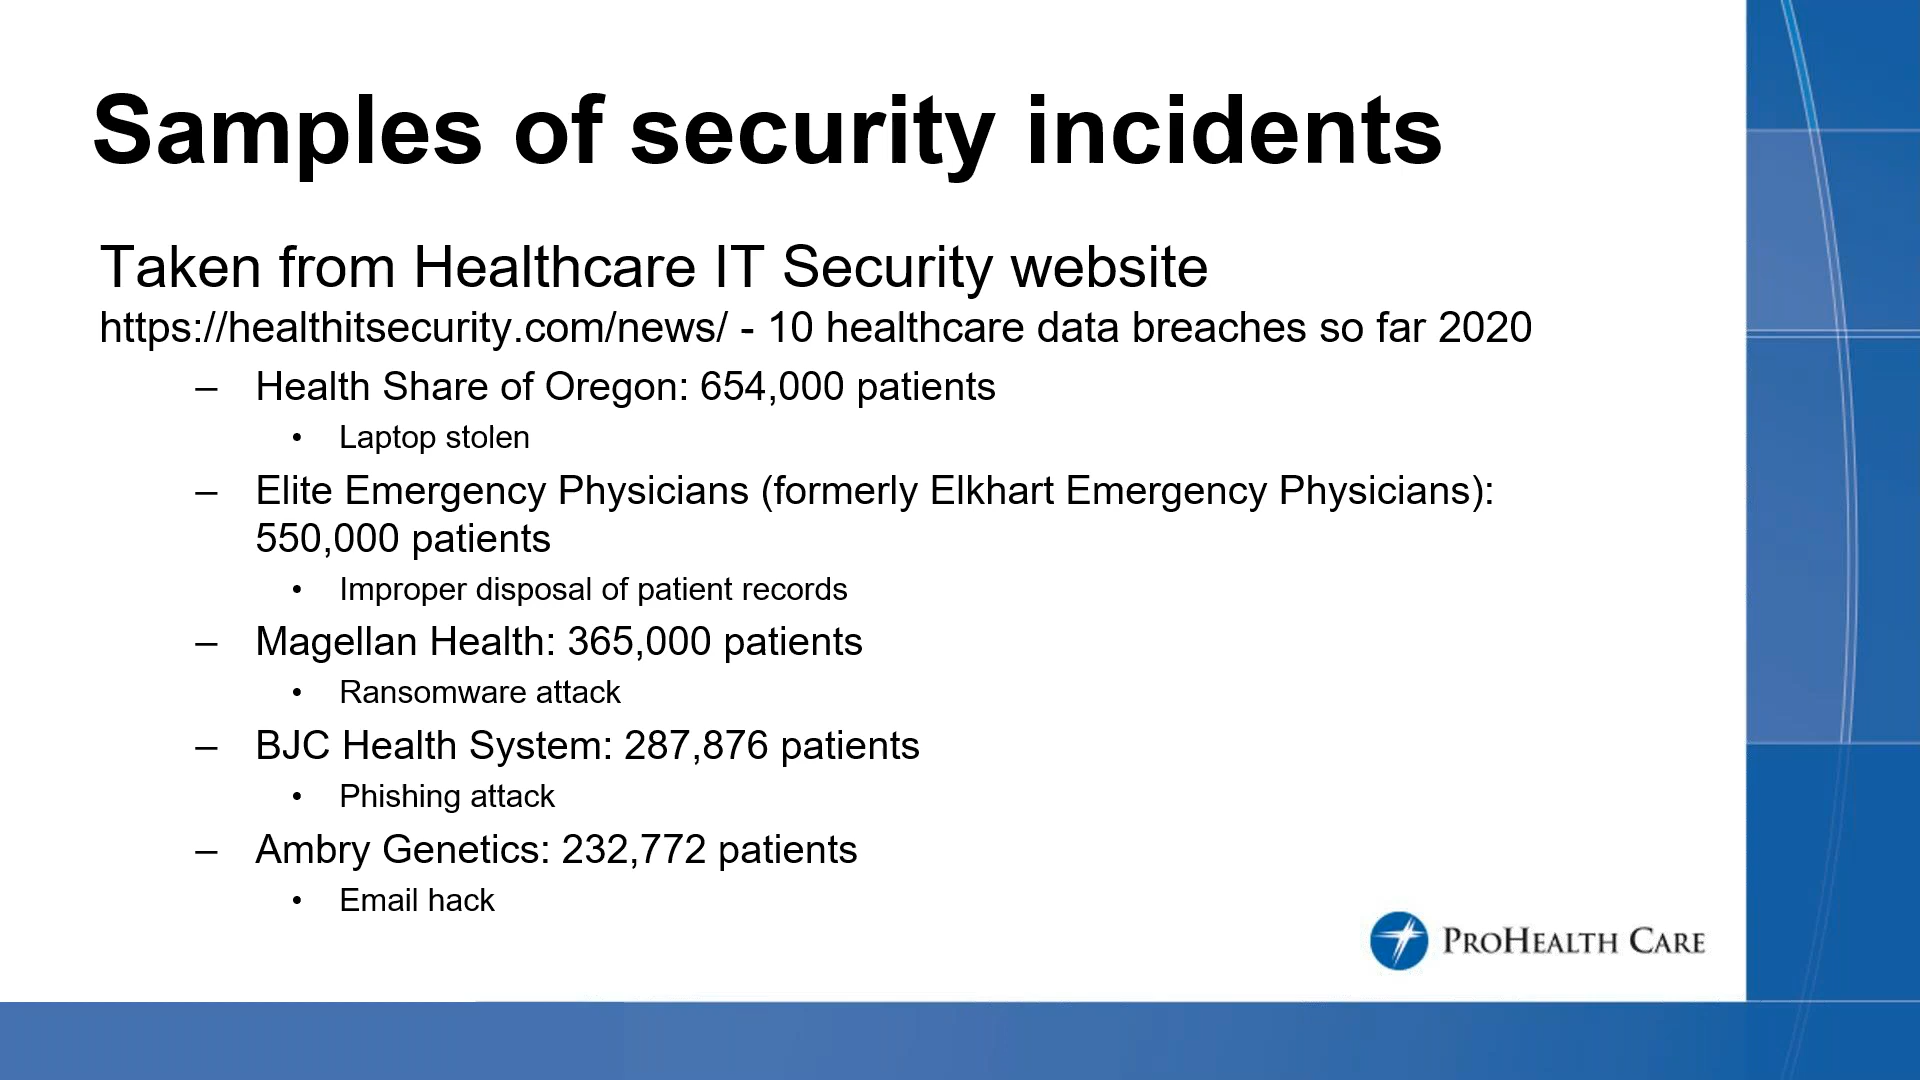 Samples of security incidents
Taken from Healthcare IT Security website
https://healthitsecurity.com/news/ - 10 healthcare data breaches so far 2020
– Health Share of Oregon: 654,000 patients
• Laptop stolen
– Elite Emergency Physicians (formerly Elkhart Emergency Physicians):
550,000 patients
• Improper disposal of patient records
– Magellan Health: 365,000 patients
• Ransomware attack
– BJC Health System: 287,876 patients
• Phishing attack
– Ambry Genetics: 232,772 patients
• Email hack
PROHEALTH CARE